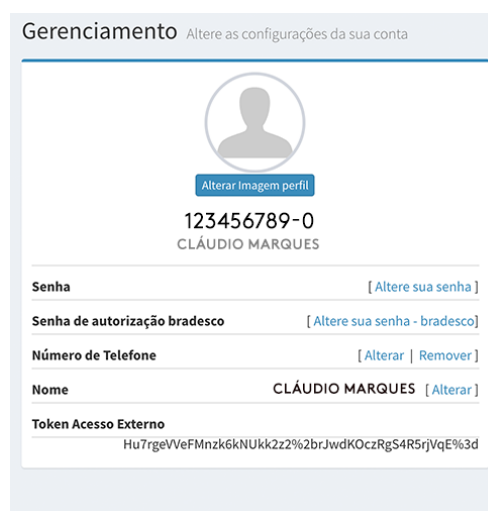 Gerenciamento Altere as configurações da sua conta
Alterar Imagem perfil
123456789-0
CLÁUDIO MARQUES
Senha [ Altere sua senha ]
Senha de autorização bradesco [ Altere sua senha - bradesco]
Número de Telefone [ Alterar | Remover ]
Nome CLÁUDIO MARQUES [ Alterar ]
Token Acesso Externo
Hu7rgeVVeFMnzk6kNUkk2z2%2brJwdKOczRgS4R5rjVqE%3d